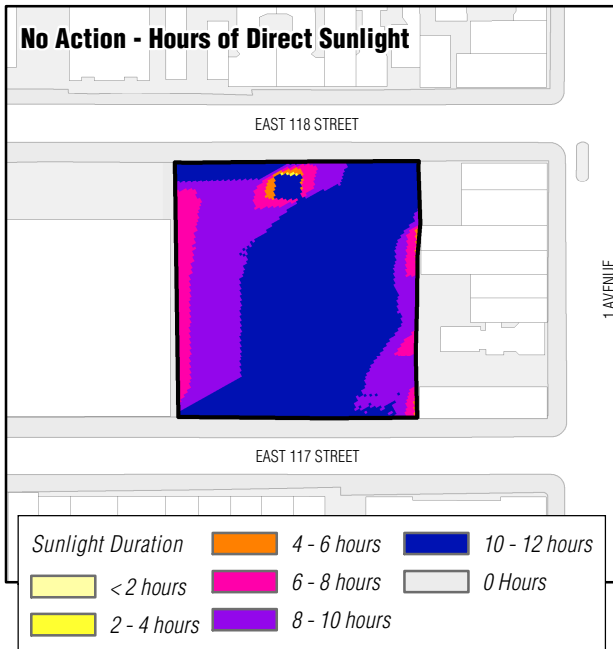 No Action - Hours of Direct Sunlight
EAST 118 STREET
1 AVENUE
EAST 117 STREET
Sunlight Duration
< 2 hours
2 - 4 hours
4 - 6 hours
6 - 8 hours
8 - 10 hours
10 - 12 hours
0 Hours